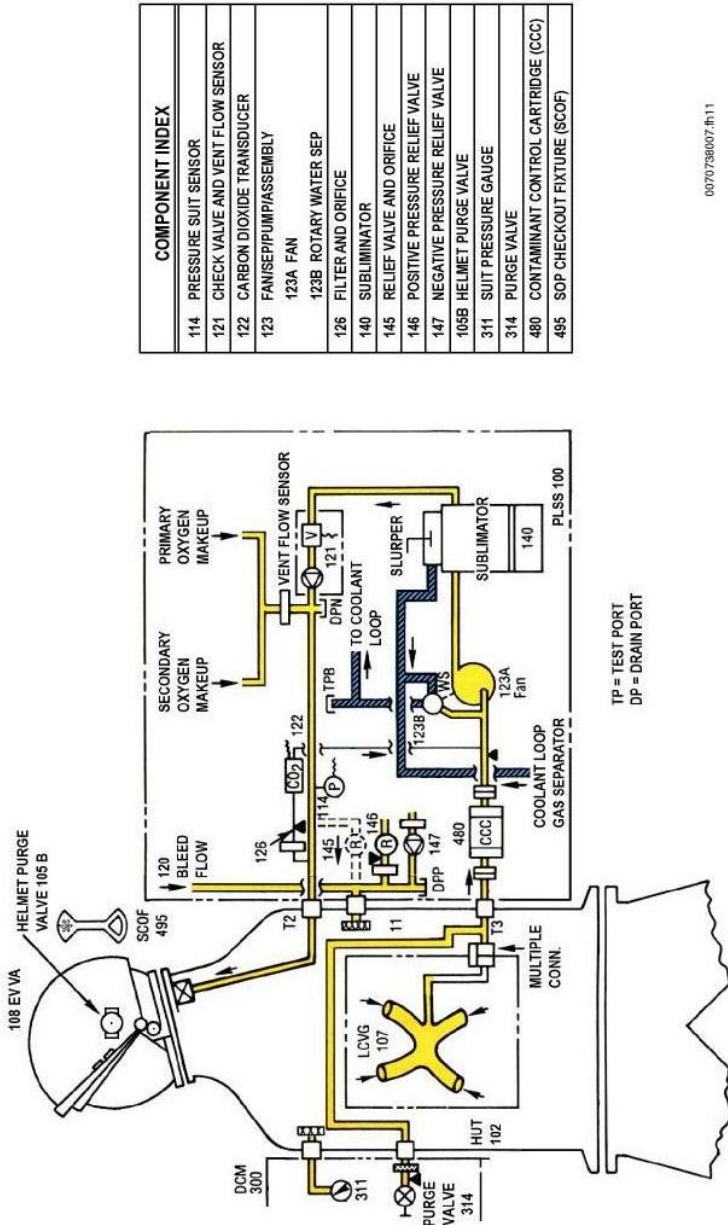 COMPONENT INDEX
114 PRESSURE SUIT SENSOR
121 CHECK VALVE AND VENT FLOW SENSOR
122 CARBON DIOXIDE TRANSDUCER
123 FAN/SEP/PUMP/ASSEMBLY
123A FAN
123B ROTARY WATER SEP
126 FILTER AND ORIFICE
140 SUBLIMINATOR
145 RELIEF VALVE AND ORIFICE
146 POSITIVE PRESSURE RELIEF VALVE
147 NEGATIVE PRESSURE RELIEF VALVE
105B HELMET PURGE VALVE
311 SUIT PRESSURE GAUGE
314 PURGE VALVE
480 CONTAMINANT CONTROL CARTRIDGE (CCC)
495 SOP CHECKOUT FIXTURE (SCOF)
108 EV VA
HELMET PURGE
VALVE 105 B
SCOF
495
120
BLEED
FLOW
SECONDARY
OXYGEN
MAKEUP
PRIMARY
OXYGEN
MAKEUP
VENT FLOW SENSOR
V
121
DPN
CO2
122
126
P
114
T2
145
R
146
R
147
DPP
11
TPB
TO COOLANT
LOOP
SLURPER
SUBLIMATOR
140
PLSS 100
WS
123B
123A
Fan
480
CCC
COOLANT LOOP
GAS SEPARATOR
T3
MULTIPLE
CONN.
LCVG
107
HUT
102
DCM
300
311
PURGE
VALVE
314
TP = TEST PORT
DP = DRAIN PORT
0070738007.fh11